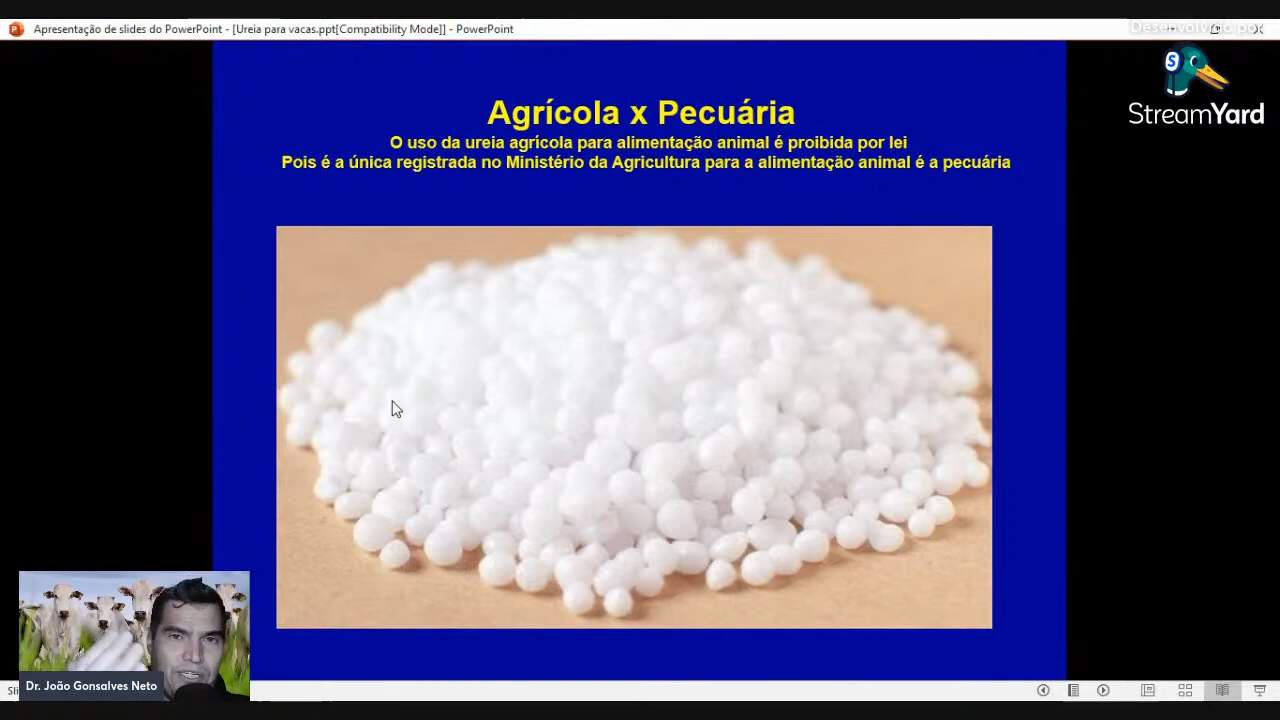 Apresentação de slides do PowerPoint - [Ureia para vacas.ppt[Compatibility Mode]] - PowerPoint
Desenvolvido por
StreamYard
Agrícola x Pecuária
O uso da ureia agrícola para alimentação animal é proibida por lei
Pois é a única registrada no Ministério da Agricultura para a alimentação animal é a pecuária
Dr. João Gonsalves Neto